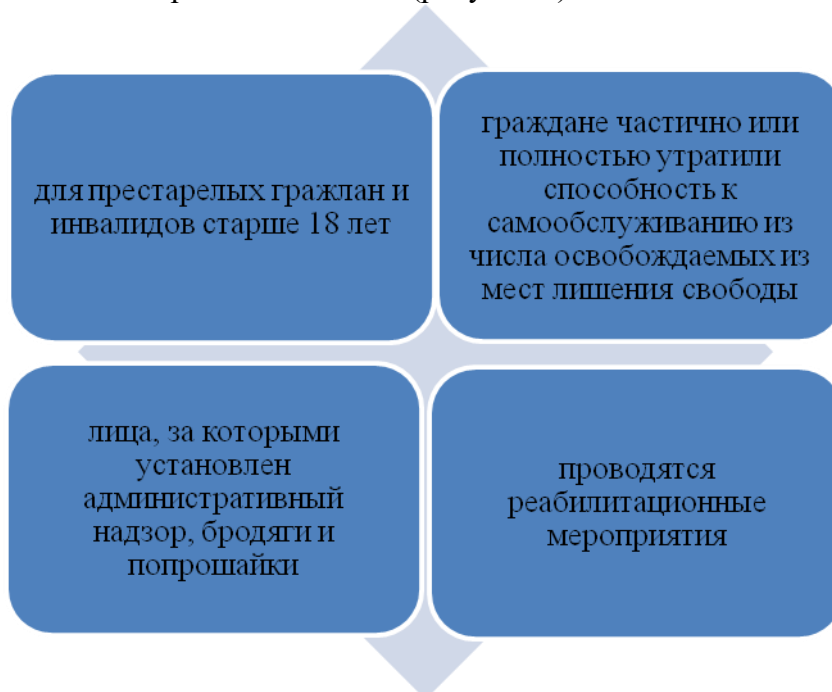 для престарелых гражлан и
инвалидов старше 18 лет
граждане частично или
полностью утратили
способность к
самообслуживанию из
числа освобождаемых из
мест лишения свободы
лица, за которыми
установлен
административный
надзор, бродяги и
попрошайки
проводятся
реабилитационные
мероприятия